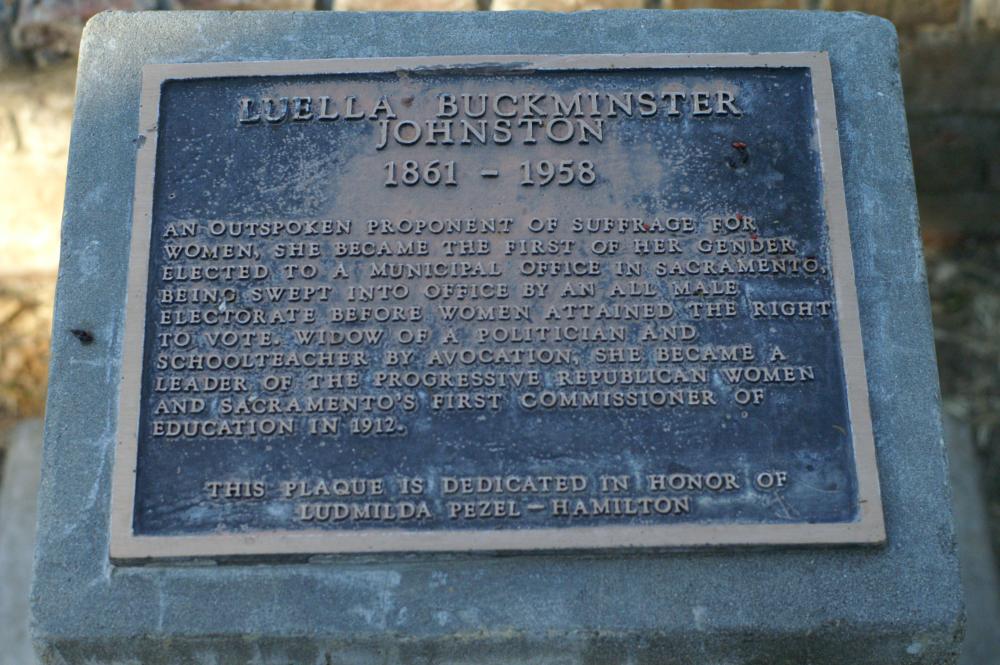 LUELLA BUCKMINSTER
JOHNSTON
1861 - 1958
AN OUTSPOKEN PROPONENT OF SUFFRAGE FOR
WOMEN, SHE BECAME THE FIRST OF HER GENDER
ELECTED TO A MUNICIPAL OFFICE IN SACRAMENTO,
BEING SWEPT INTO OFFICE BY AN ALL MALE
ELECTORATE BEFORE WOMEN ATTAINED THE RIGHT
TO VOTE. WIDOW OF A POLITICIAN AND
SCHOOLTEACHER BY AVOCATION, SHE BECAME A
LEADER OF THE PROGRESSIVE REPUBLICAN WOMEN
AND SACRAMENTO'S FIRST COMMISSIONER OF
EDUCATION IN 1912.
THIS PLAQUE IS DEDICATED IN HONOR OF
LUDMILDA PEZEL-HAMILTON